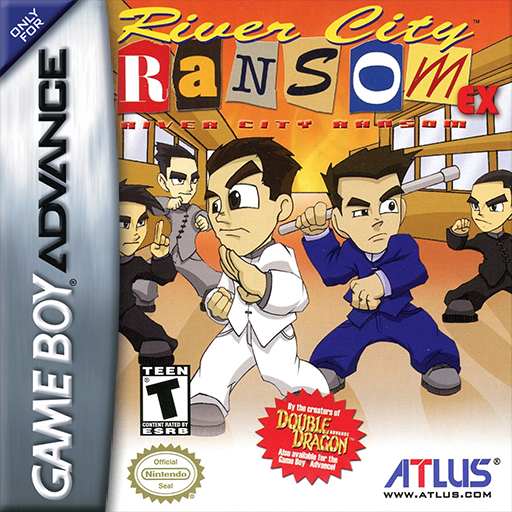 ONLY
FOR
GAME BOY ADVANCE
River City™
RANSOM
EX
RIVER CITY RANSOM
TEEN
T
CONTENT RATED BY
ESRB
Official
Nintendo
Seal
By the creators of
DOUBLE
DRAGON
ADVANCE
Also available for the
Game Boy Advance!
ATLUS®
WWW.ATLUS.COM